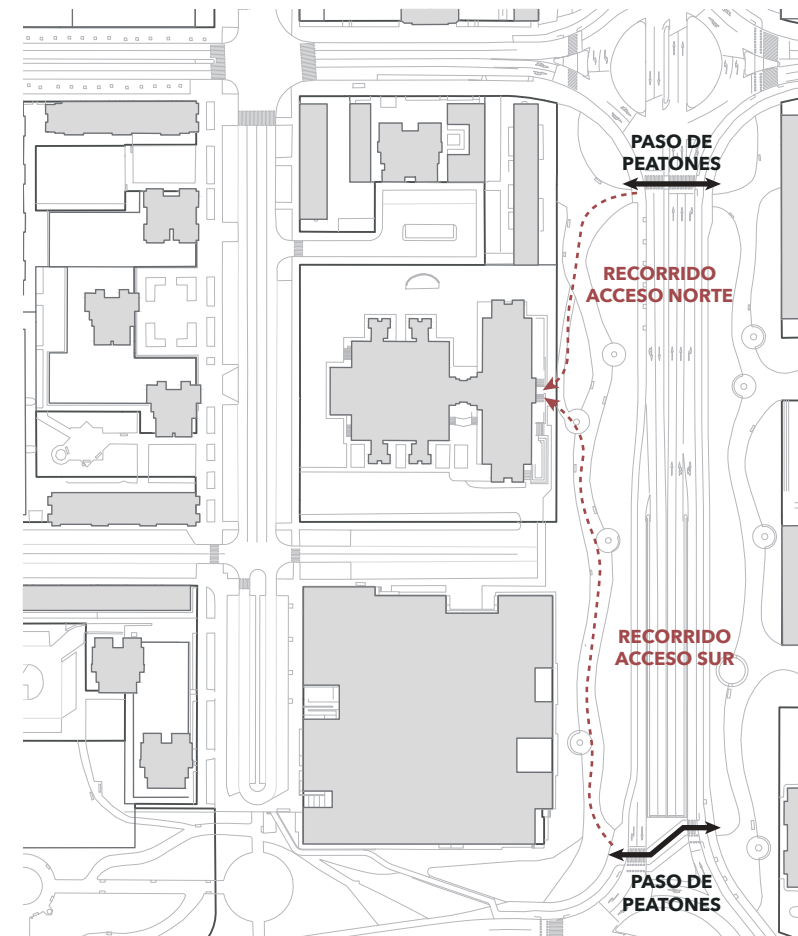 PASO DE
PEATONES
RECORRIDO
ACCESO NORTE
RECORRIDO
ACCESO SUR
PASO DE
PEATONES